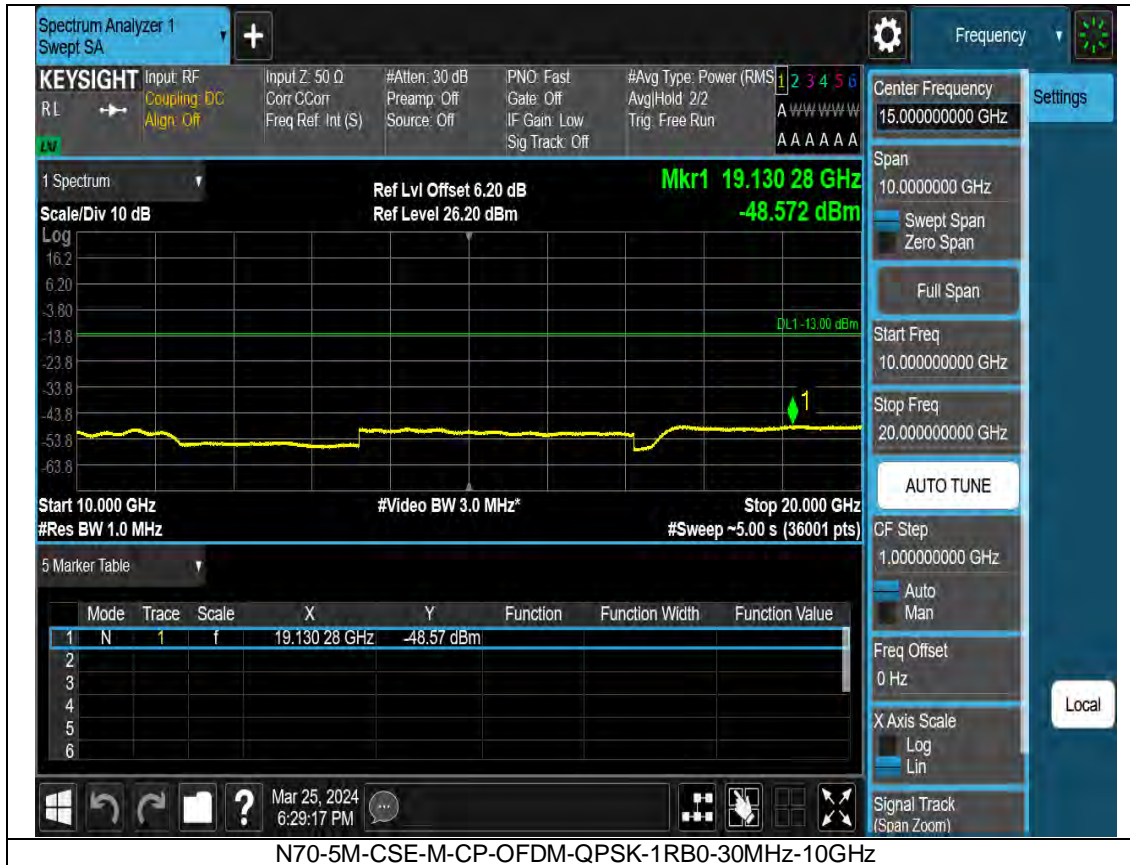 Spectrum Analyzer 1
Swept SA
+
Frequency
KEYSIGHT
RL
LXI
Input: RF
Coupling: DC
Align: Off
Input Z: 50 Ω
Corr CCorr
Freq Ref: Int (S)
#Atten: 30 dB
Preamp: Off
Source: Off
PNO: Fast
Gate: Off
IF Gain: Low
Sig Track: Off
#Avg Type: Power (RMS
Avg|Hold: 2/2
Trig: Free Run
1 2 3 4 5 6
A W W W W W
A A A A A A
1 Spectrum
Scale/Div 10 dB
Ref Lvl Offset 6.20 dB
Ref Level 26.20 dBm
Mkr1 19.130 28 GHz
-48.572 dBm
Log
16.2
6.20
-3.80
-13.8
-23.8
-33.8
-43.8
-53.8
-63.8
DL1 -13.00 dBm
1
Start 10.000 GHz
#Video BW 3.0 MHz*
Stop 20.000 GHz
#Res BW 1.0 MHz
#Sweep ~5.00 s (36001 pts)
5 Marker Table
Mode Trace Scale X Y Function Function Width Function Value
1 N 1 f 19.130 28 GHz -48.57 dBm
2
3
4
5
6
Center Frequency
15.000000000 GHz
Settings
Span
10.0000000 GHz
Swept Span
Zero Span
Full Span
Start Freq
10.000000000 GHz
Stop Freq
20.000000000 GHz
AUTO TUNE
CF Step
1.000000000 GHz
Auto
Man
Freq Offset
0 Hz
X Axis Scale
Log
Lin
Local
Signal Track
(Span Zoom)
?
Mar 25, 2024
6:29:17 PM
N70-5M-CSE-M-CP-OFDM-QPSK-1RB0-30MHz-10GHz